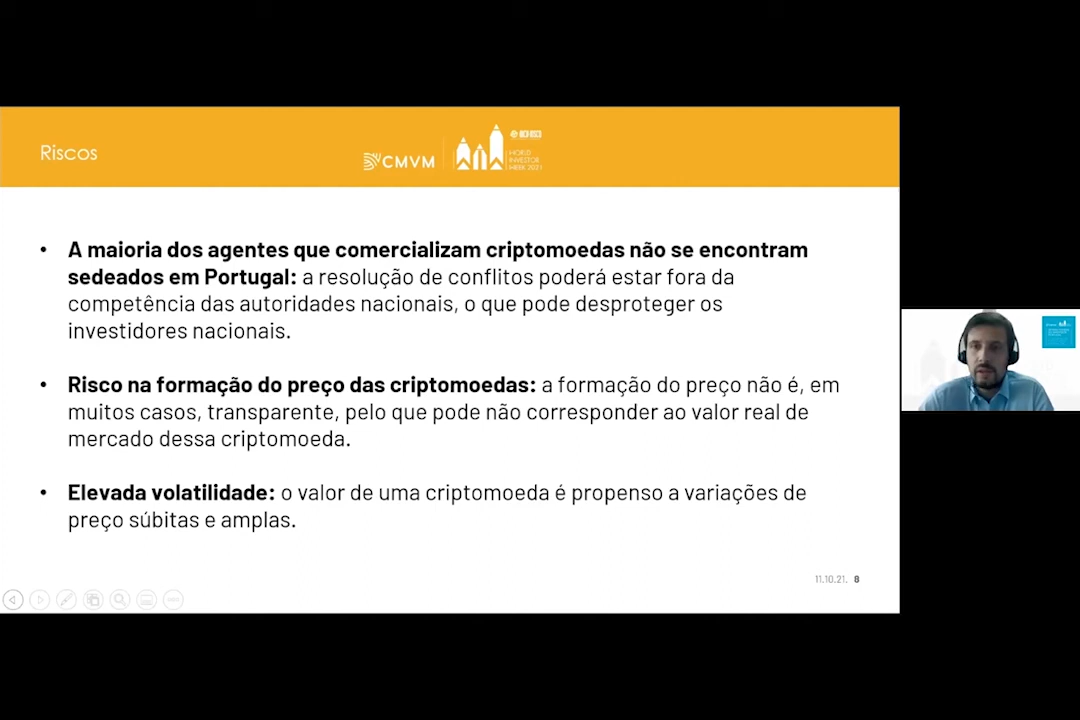 Riscos
CMVM
IOSCO
WORLD
INVESTOR
WEEK 2021
• A maioria dos agentes que comercializam criptomoedas não se encontram
sedeados em Portugal: a resolução de conflitos poderá estar fora da
competência das autoridades nacionais, o que pode desproteger os
investidores nacionais.
• Risco na formação do preço das criptomoedas: a formação do preço não é, em
muitos casos, transparente, pelo que pode não corresponder ao valor real de
mercado dessa criptomoeda.
• Elevada volatilidade: o valor de uma criptomoeda é propenso a variações de
preço súbitas e amplas.
11.10.21. 8